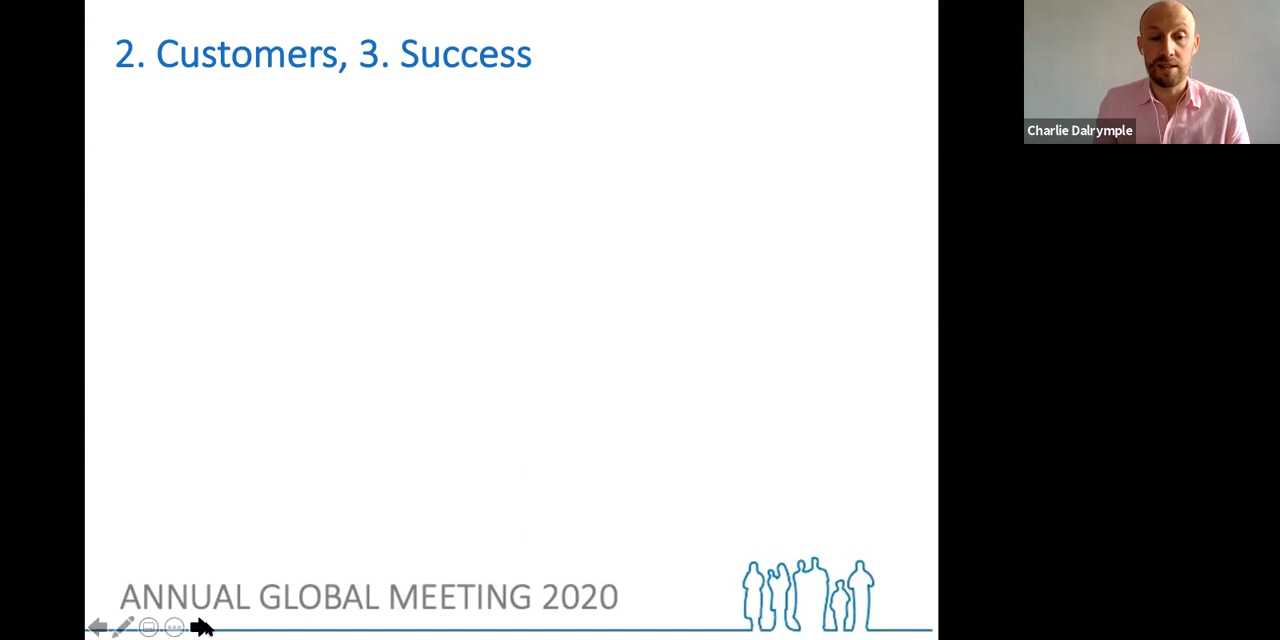 2. Customers, 3. Success
Charlie Dalrymple
ANNUAL GLOBAL MEETING 2020